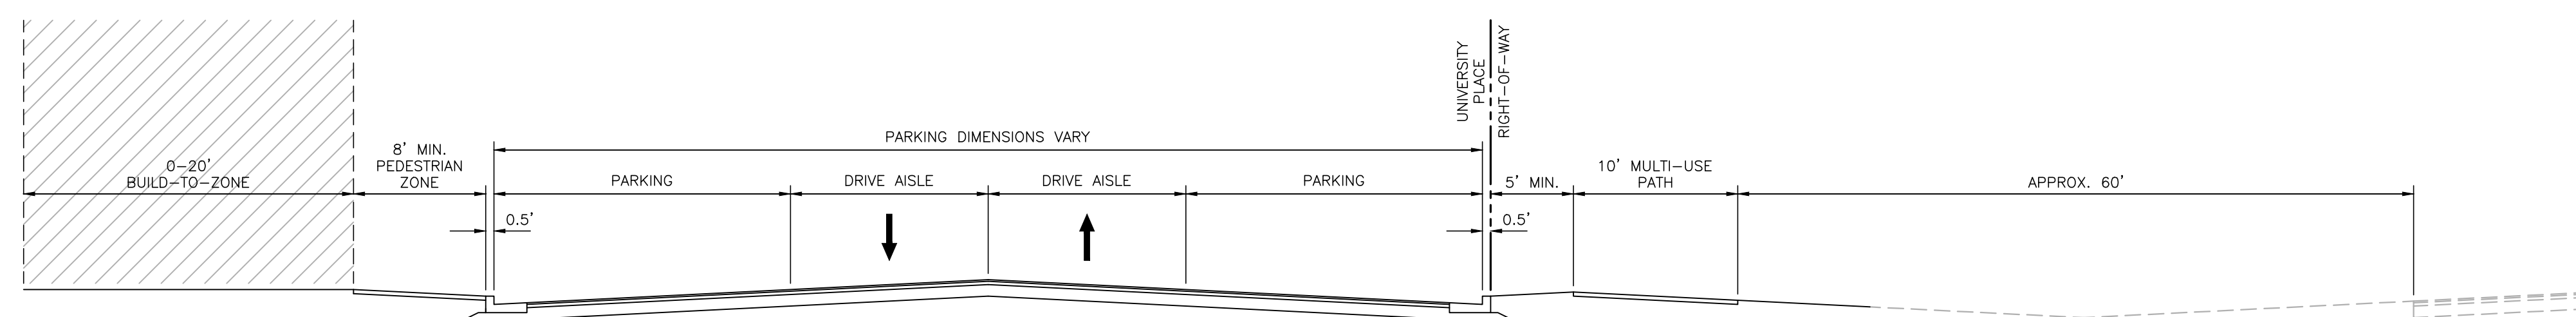 UNIVERSITY
PLACE
RIGHT-OF-WAY
PARKING DIMENSIONS VARY
0-20'
BUILD-TO-ZONE
8' MIN.
PEDESTRIAN
ZONE
PARKING
DRIVE AISLE
DRIVE AISLE
PARKING
5' MIN.
10' MULTI-USE
PATH
APPROX. 60'
0.5'
0.5'